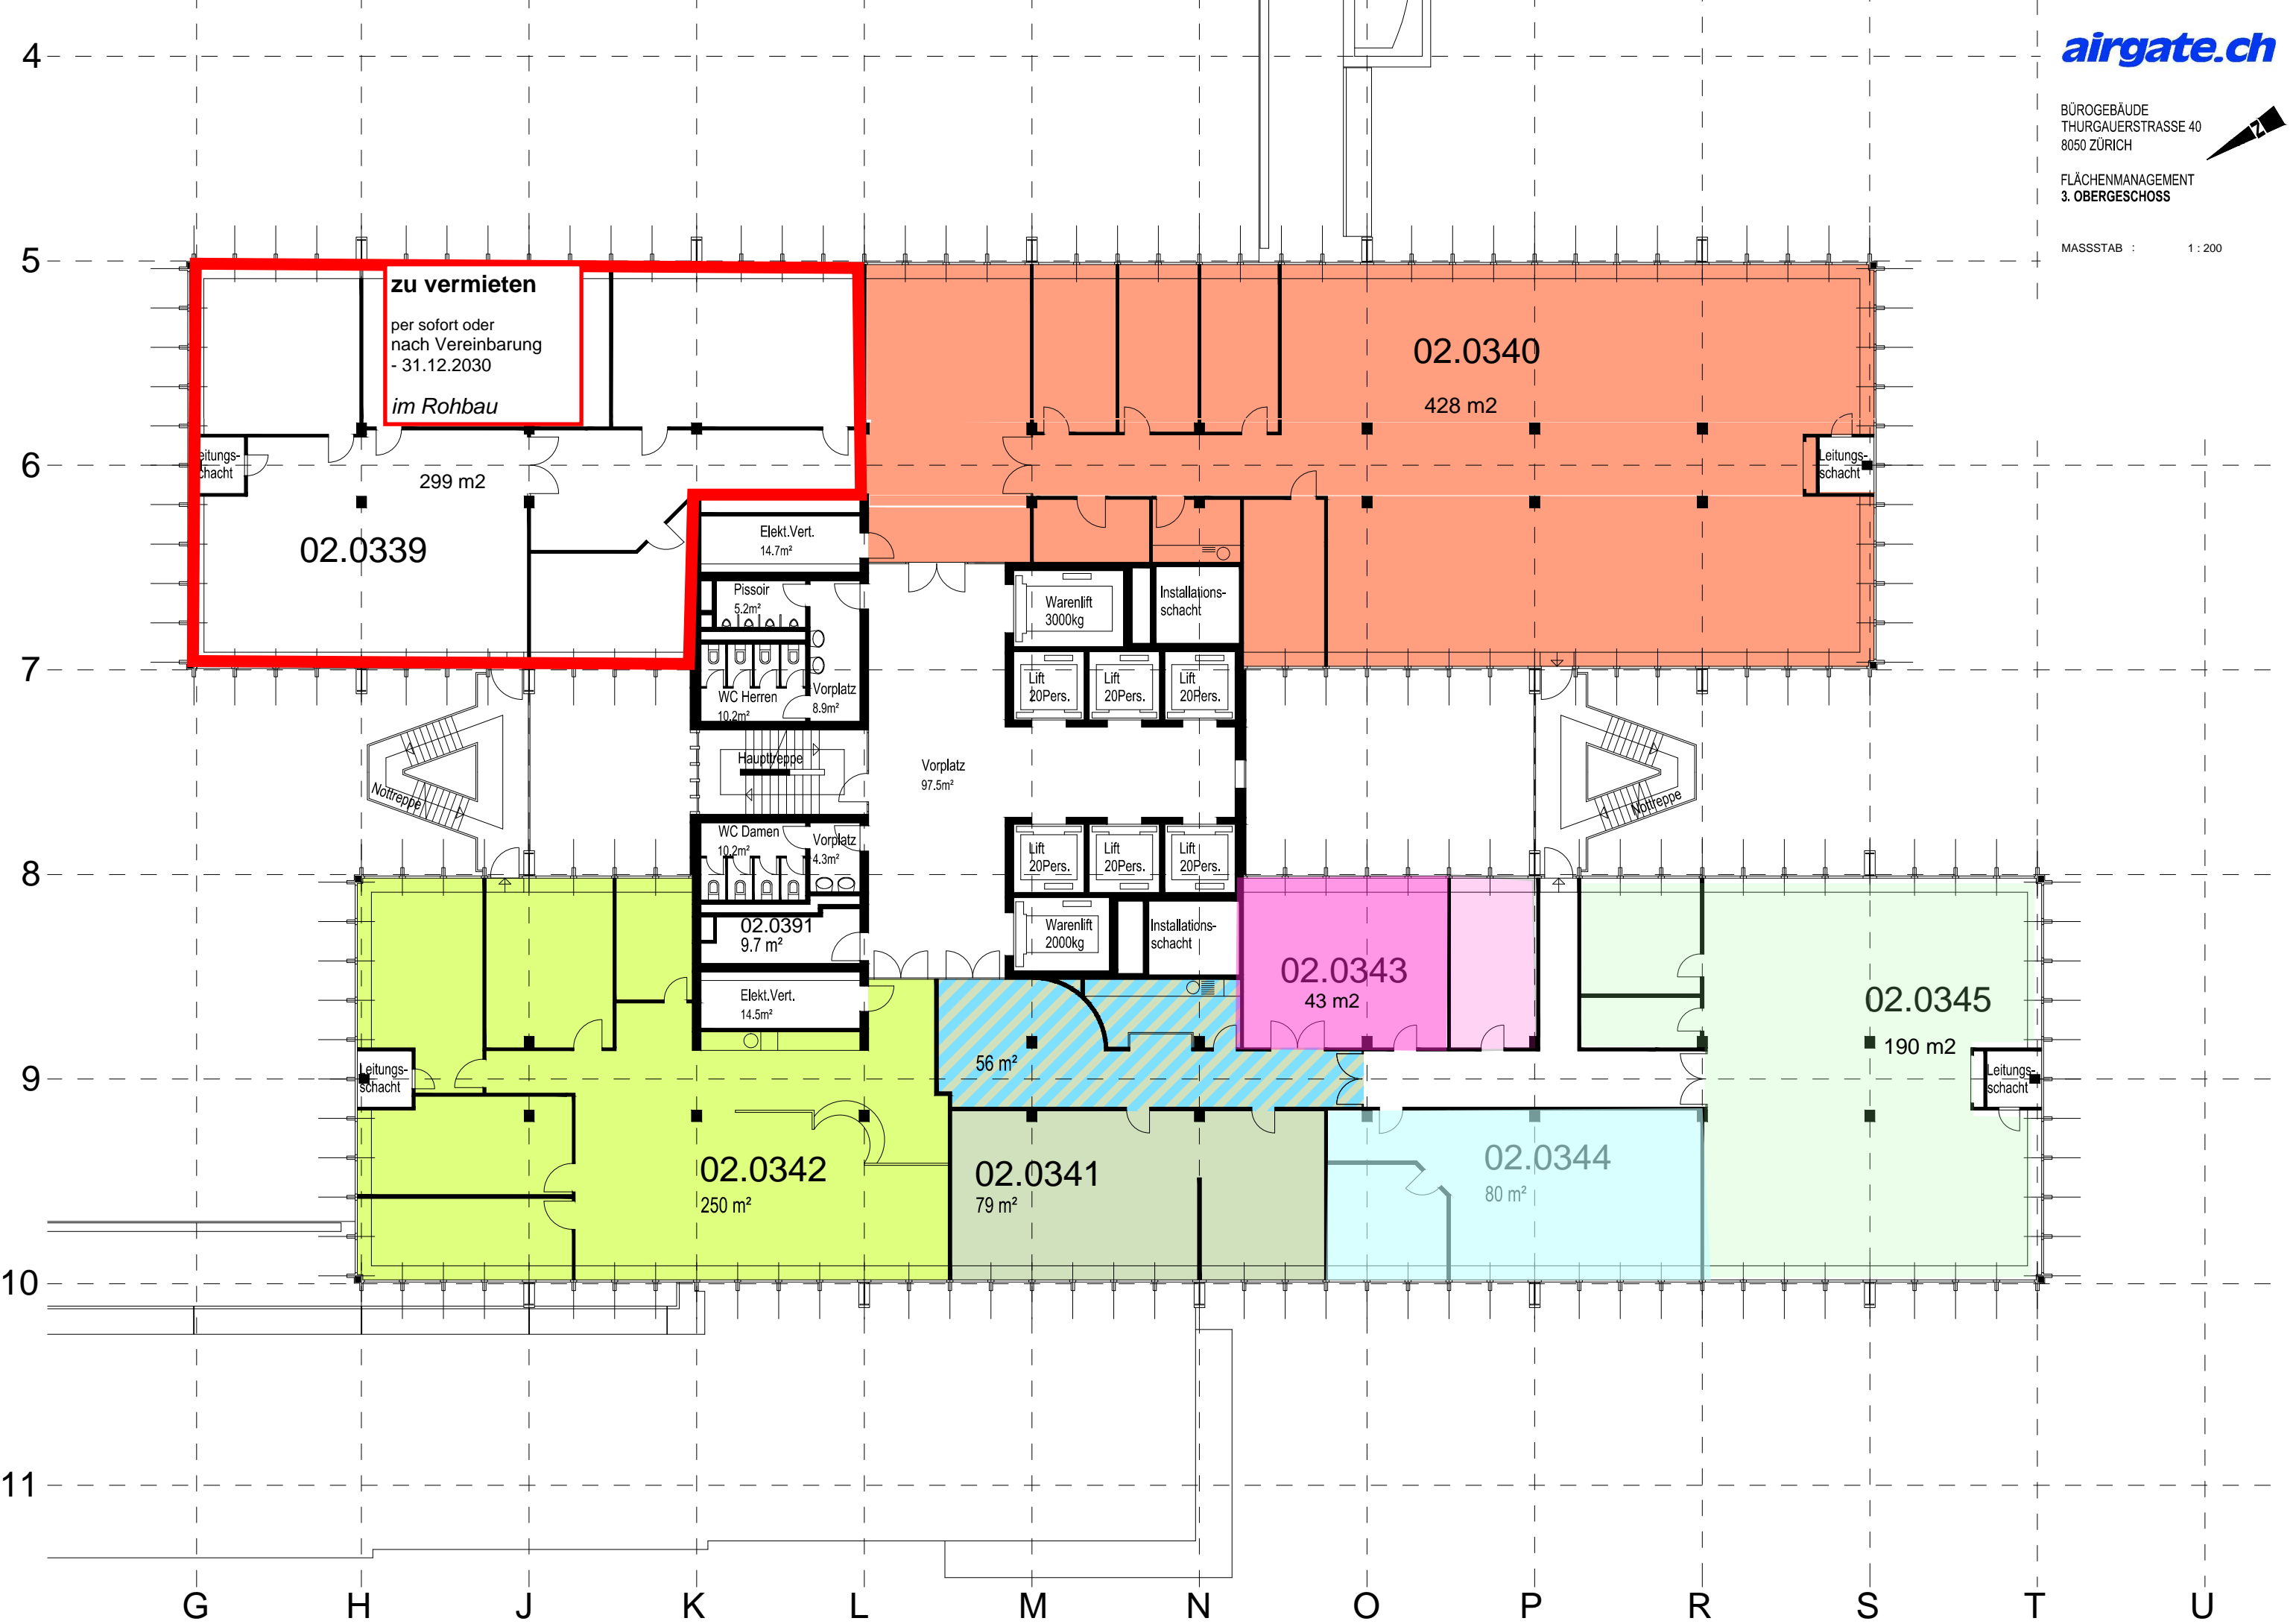 4
airgate.ch
BÜROGEBÄUDE
THURGAUERSTRASSE 40
8050 ZÜRICH
N
FLÄCHENMANAGEMENT
3. OBERGESCHOSS
MASSSTAB : 1 : 200
5
zu vermieten
per sofort oder
nach Vereinbarung
- 31.12.2030
im Rohbau
02.0340
428 m2
6
eitungs-
chacht
299 m2
02.0339
Leitungs-
schacht
Elekt.Vert.
14.7m²
Pissoir
5.2m²
Warenlift
3000kg
Installations-
schacht
7
WC Herren
10.2m²
Vorplatz
8.9m²
Lift
20Pers.
Lift
20Pers.
Lift
20Pers.
Nottreppe
Haupttreppe
Vorplatz
97.5m²
Nottreppe
WC Damen
10.2m²
Vorplatz
4.3m²
Lift
20Pers.
Lift
20Pers.
Lift
20Pers.
8
02.0391
9.7 m²
Warenlift
2000kg
Installations-
schacht
02.0343
43 m2
02.0345
190 m2
Elekt.Vert.
14.5m²
56 m²
9
Leitungs-
schacht
Leitungs-
schacht
02.0342
250 m²
02.0341
79 m²
02.0344
80 m²
10
11
G H J K L M N O P R S T U